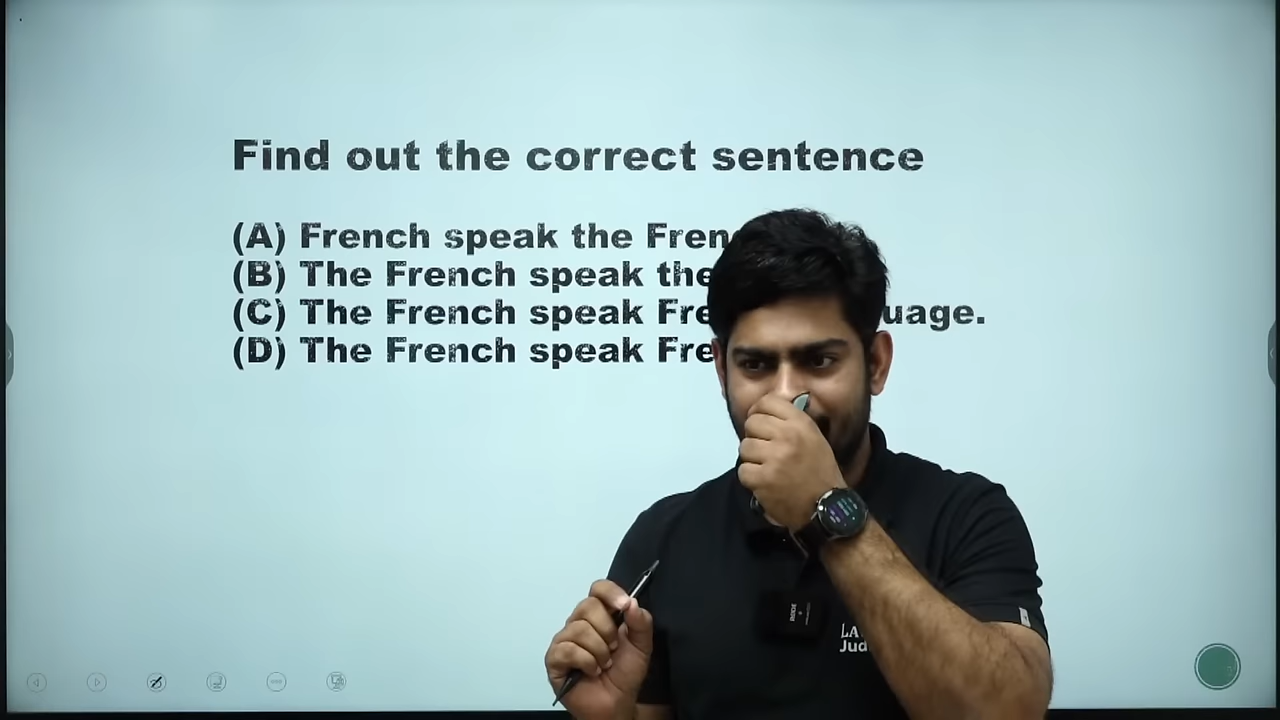 Find out the correct sentence
(A) French speak the
(B) The French speak the
(C) The French speak
(D) The French speak